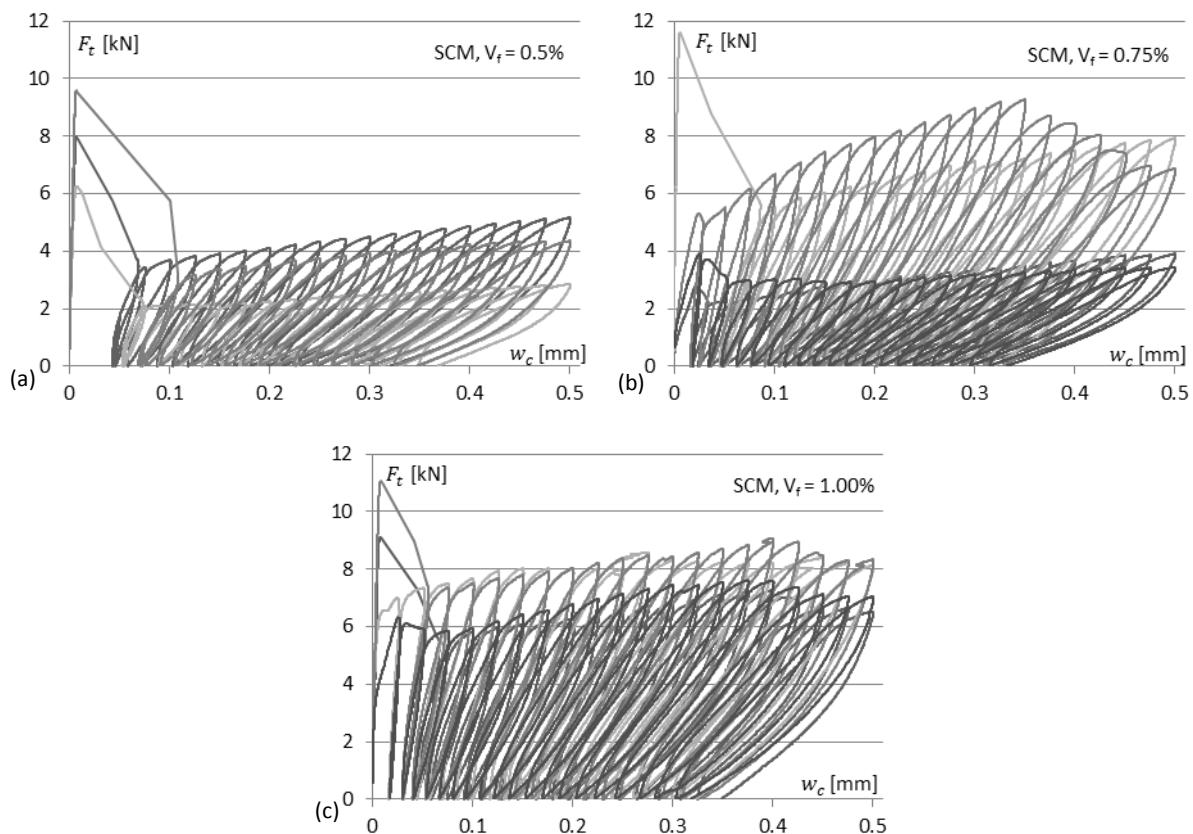 12
F_t [kN]
SCM, V_f = 0.5%
10
8
6
4
2
w_c [mm]
0
(a)
0 0.1 0.2 0.3 0.4 0.5
12
F_t [kN]
SCM, V_f = 0.75%
10
8
6
4
2
w_c [mm]
0
(b)
0 0.1 0.2 0.3 0.4 0.5
12
F_t [kN]
SCM, V_f = 1.00%
10
8
6
4
2
w_c [mm]
0
(c)
0 0.1 0.2 0.3 0.4 0.5